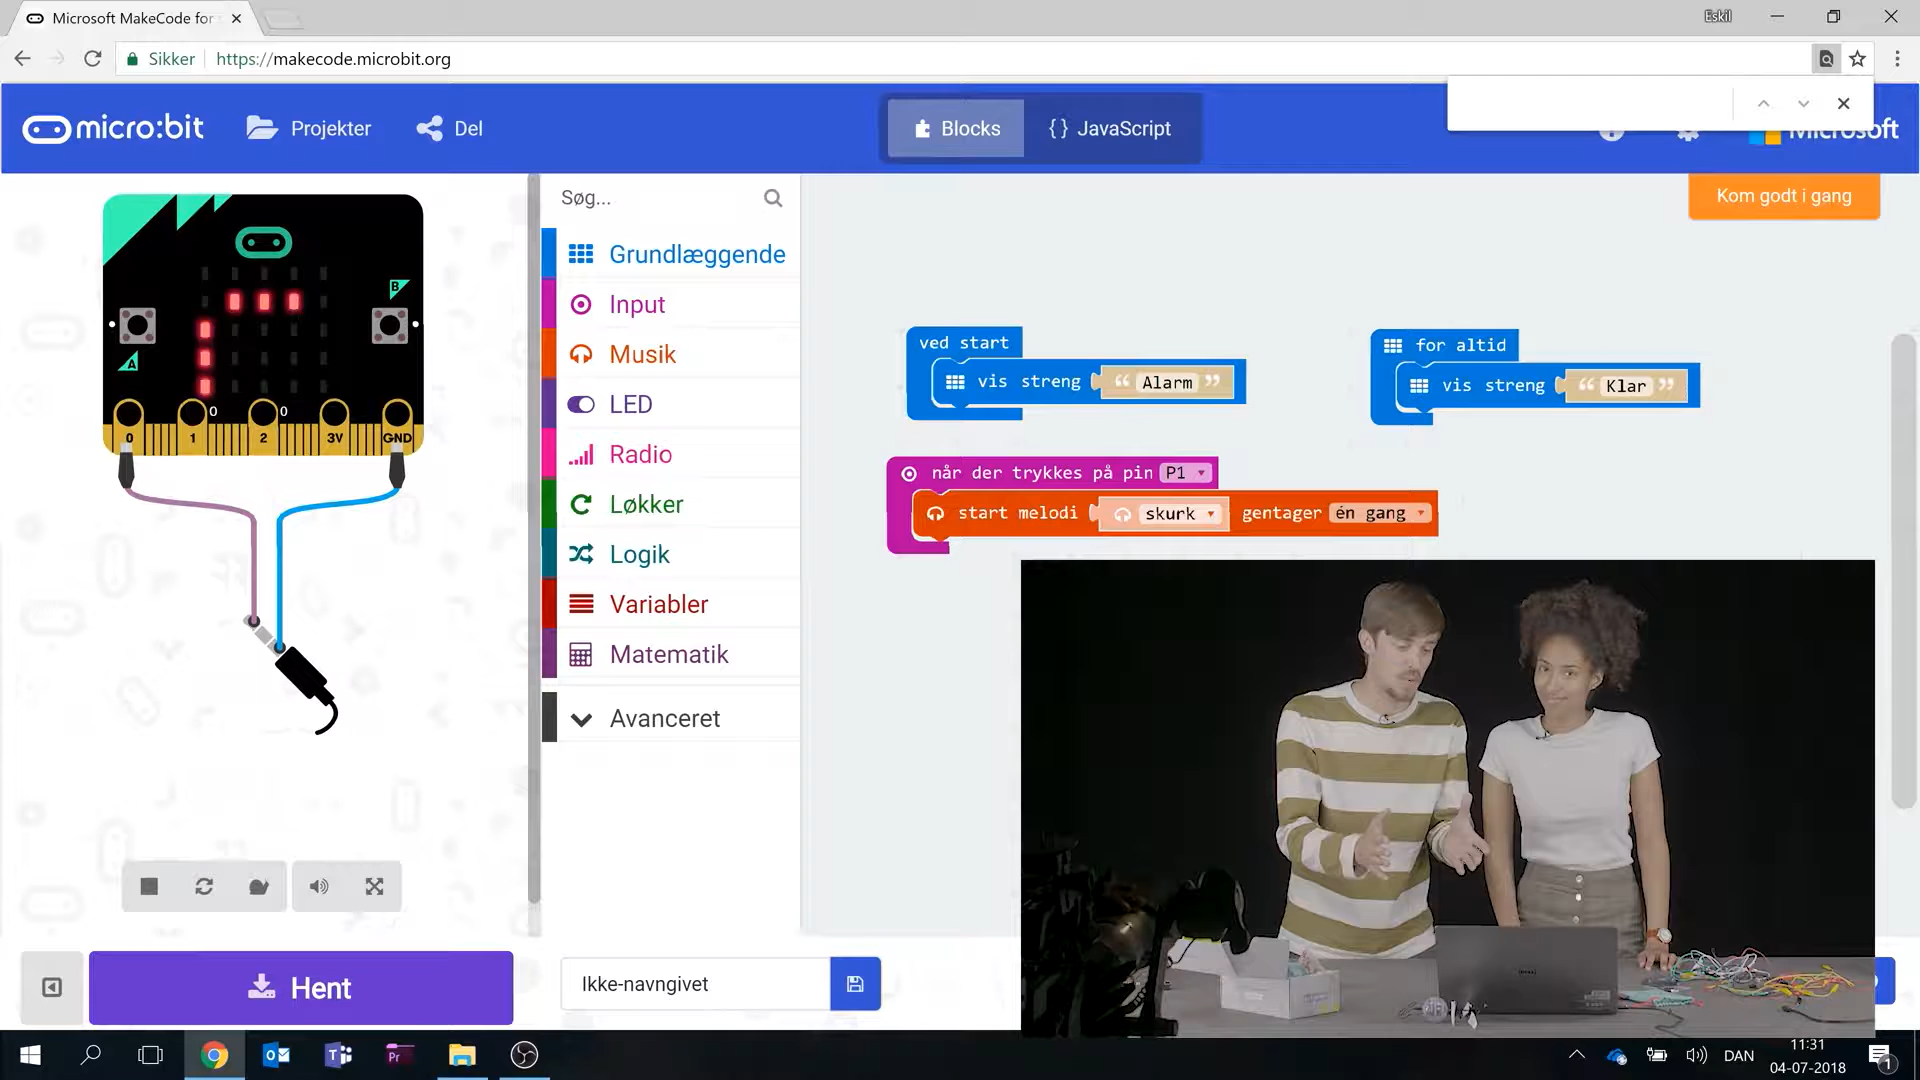 Microsoft MakeCode for
Eskil
Sikker
https://makecode.microbit.org
micro:bit
Projekter
Del
Blocks
{} JavaScript
Microsoft
Søg...
Kom godt i gang
Grundlæggende
Input
Musik
LED
Radio
Løkker
Logik
Variabler
Matematik
Avanceret
B
A
0
0
0
1
2
3V
GND
ved start
vis streng “ Alarm ”
for altid
vis streng “ Klar ”
når der trykkes på pin P1
start melodi skurk gentager én gang
Hent
Ikke-navngivet
DAN
11:31
04-07-2018
1